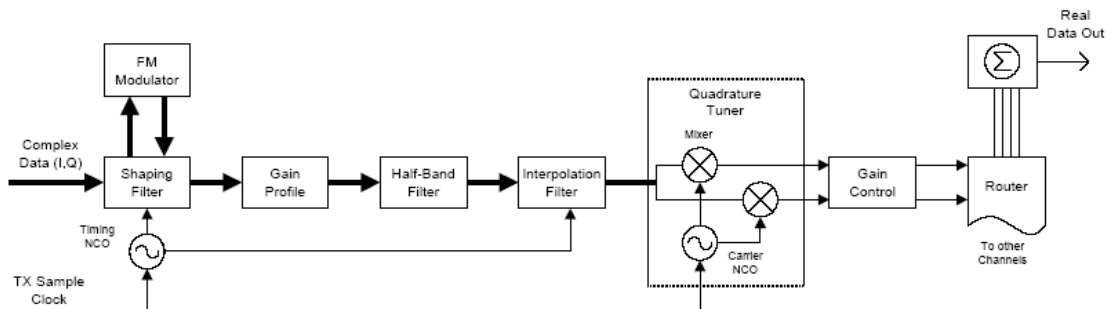 Real
Data Out
Σ
FM
Modulator
Quadrature
Tuner
Mixer
Complex
Data (I,Q)
Shaping
Filter
Gain
Profile
Half-Band
Filter
Interpolation
Filter
Gain
Control
Router
Timing
NCO
Carrier
NCO
To other
Channels
TX Sample
Clock